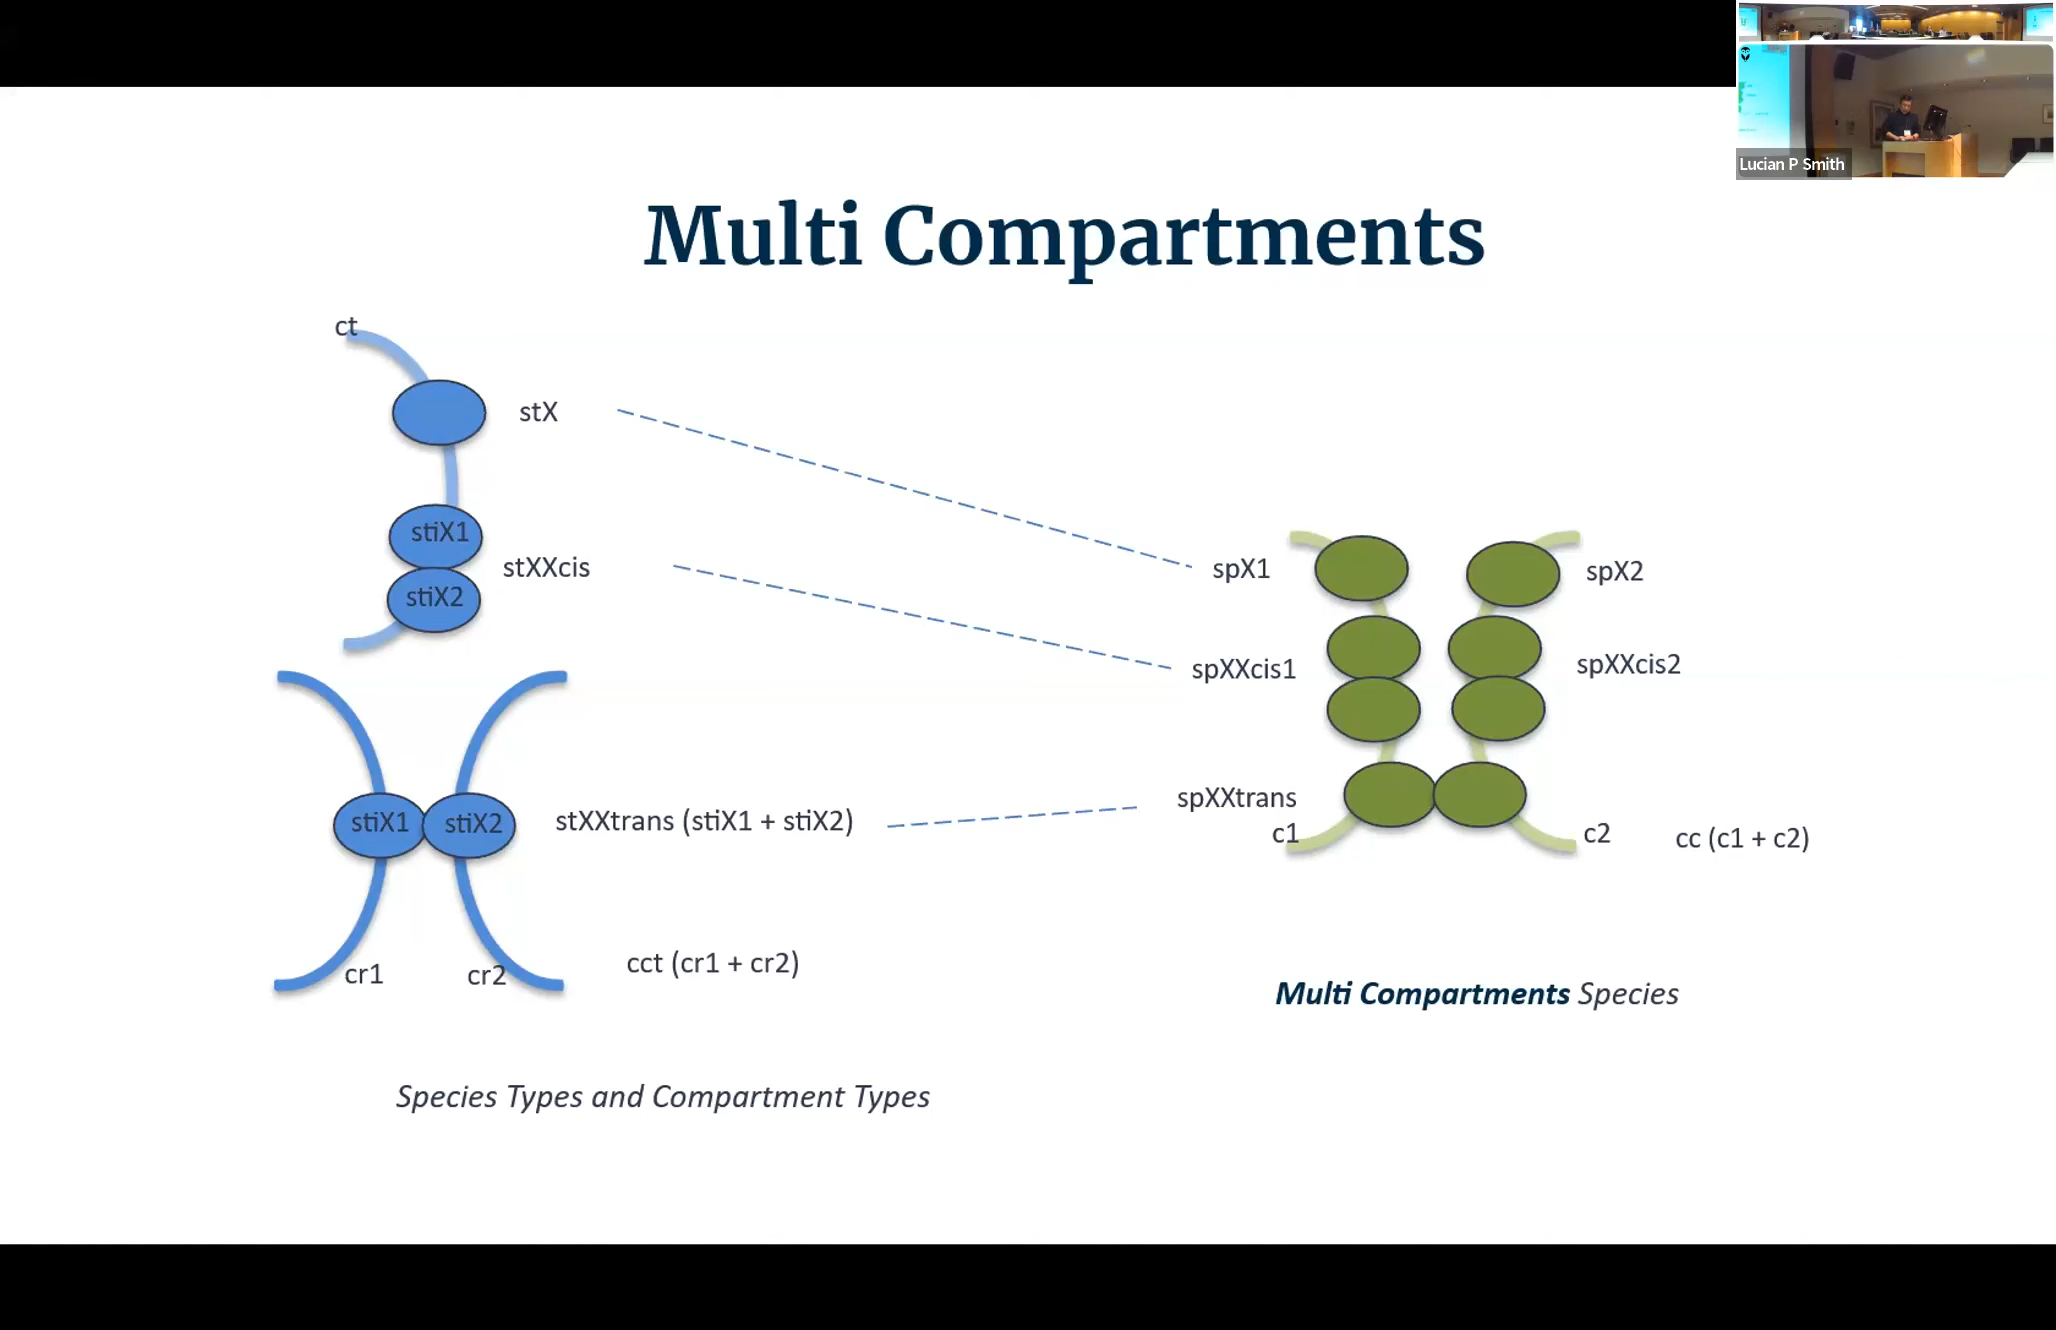 Lucian P Smith
Multi Compartments
ct
stX
stiX1
stXXcis
stiX2
spX1
spX2
spXXcis1
spXXcis2
stiX1
stiX2
stXXtrans (stiX1 + stiX2)
spXXtrans
c1
c2
cc (c1 + c2)
cr1
cr2
cct (cr1 + cr2)
Multi Compartments Species
Species Types and Compartment Types